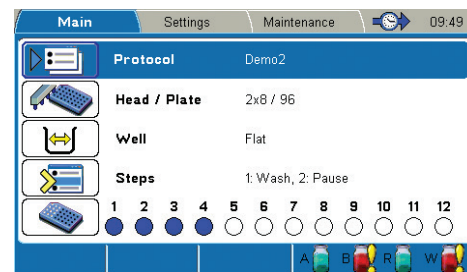 Main Settings Maintenance 09:49
Protocol Demo2
Head / Plate 2x8 / 96
Well Flat
Steps 1: Wash, 2: Pause
1 2 3 4 5 6 7 8 9 10 11 12
A B R W